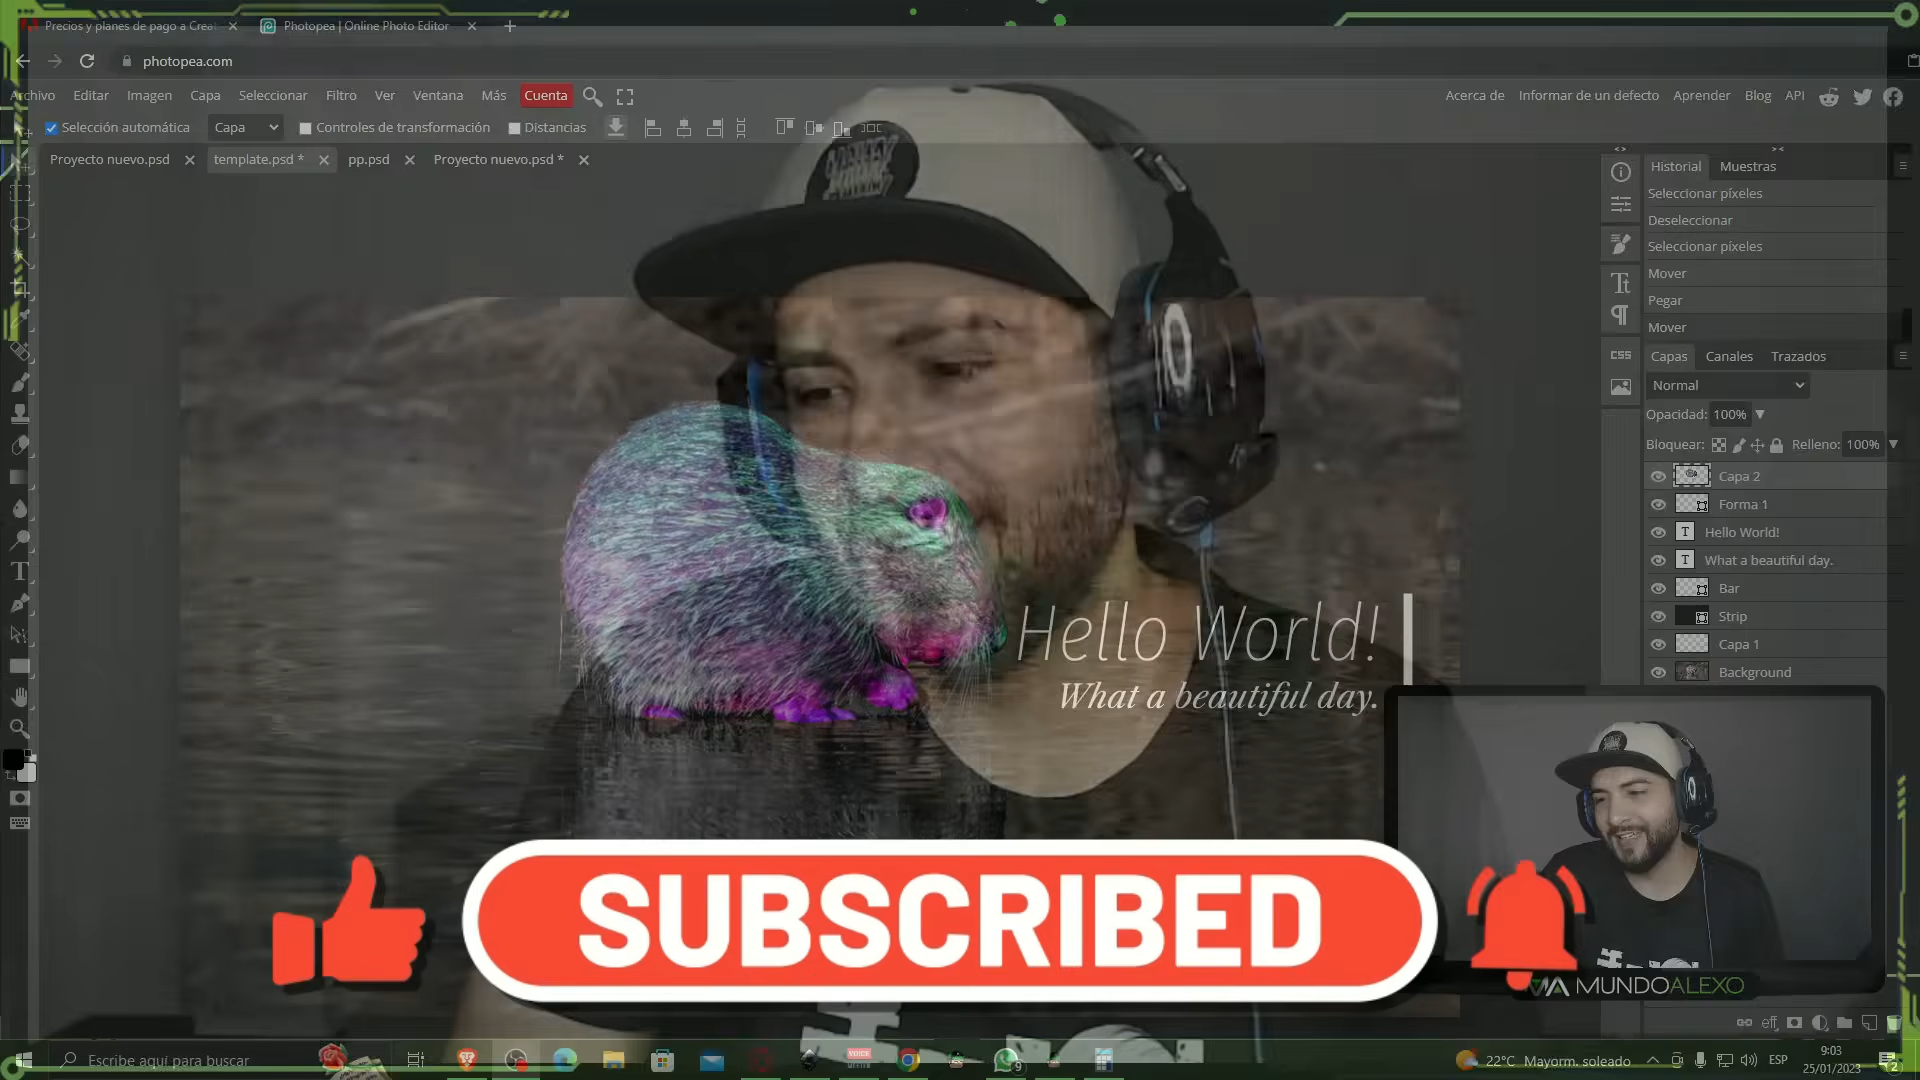 Precios y planes de pago a Crea
Photopea | Online Photo Editor
photopea.com
Archivo Editar Imagen Capa Seleccionar Filtro Ver Ventana Más Cuenta
Acerca de Informar de un defecto Aprender Blog API
Selección automática Capa Controles de transformación Distancias
Proyecto nuevo.psd template.psd * pp.psd Proyecto nuevo.psd *
Historial Muestras
Seleccionar píxeles
Deseleccionar
Seleccionar píxeles
Mover
Pegar
Mover
CSS
Capas Canales Trazados
Normal
Opacidad: 100%
Bloquear: Relleno: 100%
Capa 2
Forma 1
Hello World!
What a beautiful day.
Bar
Strip
Capa 1
Background
Hello World!
What a beautiful day.
SUBSCRIBED
MUNDOALEXO
eff
Escribe aquí para buscar
22°C Mayorm. soleado
ESP
9:03
25/01/2023